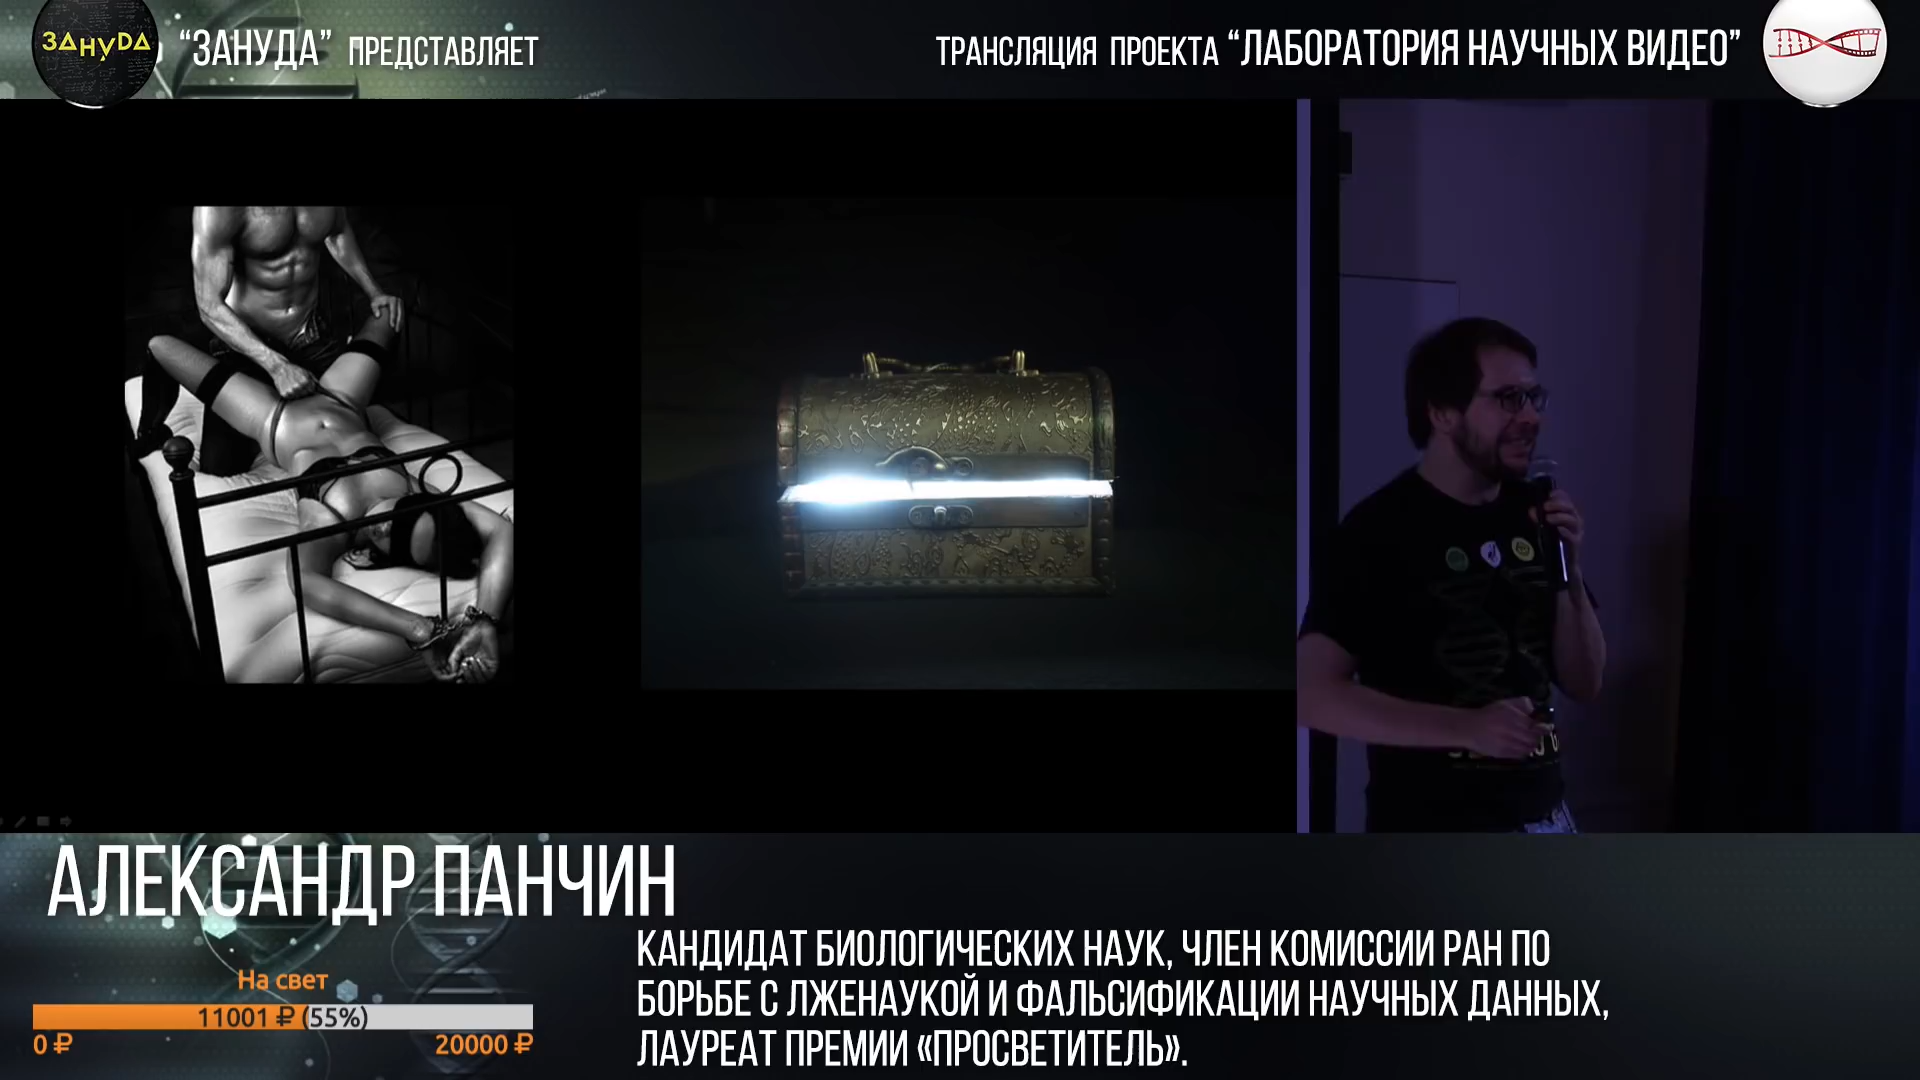 ЗАНУДА
“ЗАНУДА” ПРЕДСТАВЛЯЕТ
ТРАНСЛЯЦИЯ ПРОЕКТА “ЛАБОРАТОРИЯ НАУЧНЫХ ВИДЕО”
АЛЕКСАНДР ПАНЧИН
КАНДИДАТ БИОЛОГИЧЕСКИХ НАУК, ЧЛЕН КОМИССИИ РАН ПО
БОРЬБЕ С ЛЖЕНАУКОЙ И ФАЛЬСИФИКАЦИИ НАУЧНЫХ ДАННЫХ,
ЛАУРЕАТ ПРЕМИИ «ПРОСВЕТИТЕЛЬ».
На свет
11001 ₽ (55%)
0 ₽ 20000 ₽